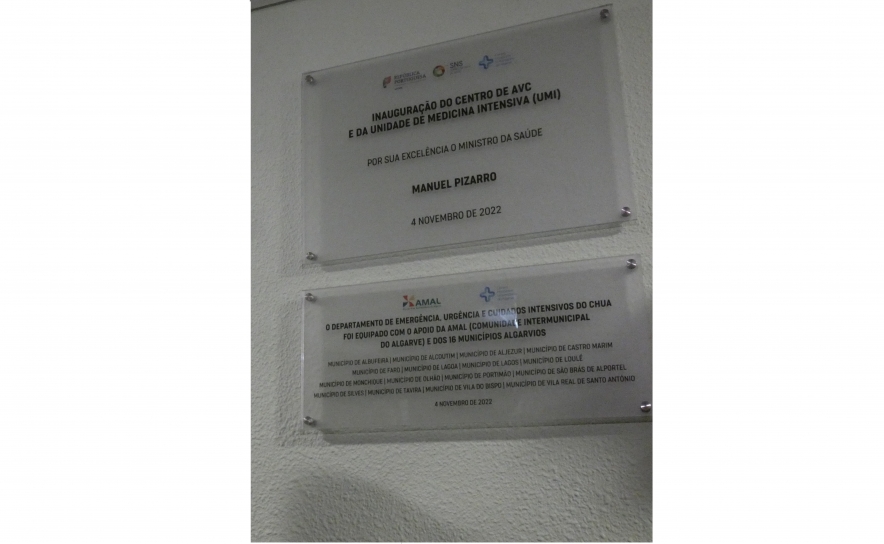 REPÚBLICA
PORTUGUESA
SNS
INAUGURAÇÃO DO CENTRO DE AVC
E DA UNIDADE DE MEDICINA INTENSIVA (UMI)
POR SUA EXCELÊNCIA O MINISTRO DA SAÚDE
MANUEL PIZARRO
4 NOVEMBRO DE 2022
AMAL
O DEPARTAMENTO DE EMERGÊNCIA, URGÊNCIA E CUIDADOS INTENSIVOS DO CHUA
FOI EQUIPADO COM O APOIO DA AMAL (COMUNIDADE INTERMUNICIPAL
DO ALGARVE) E DOS 16 MUNICÍPIOS ALGARVIOS
MUNICÍPIO DE ALBUFEIRA | MUNICÍPIO DE ALCOUTIM | MUNICÍPIO DE ALJEZUR | MUNICÍPIO DE CASTRO MARIM
MUNICÍPIO DE FARO | MUNICÍPIO DE LAGOA | MUNICÍPIO DE LAGOS | MUNICÍPIO DE LOULÉ
MUNICÍPIO DE MONCHIQUE | MUNICÍPIO DE OLHÃO | MUNICÍPIO DE PORTIMÃO | MUNICÍPIO DE SÃO BRÁS DE ALPORTEL
MUNICÍPIO DE SILVES | MUNICÍPIO DE TAVIRA | MUNICÍPIO DE VILA DO BISPO | MUNICÍPIO DE VILA REAL DE SANTO ANTÓNIO
4 NOVEMBRO DE 2022